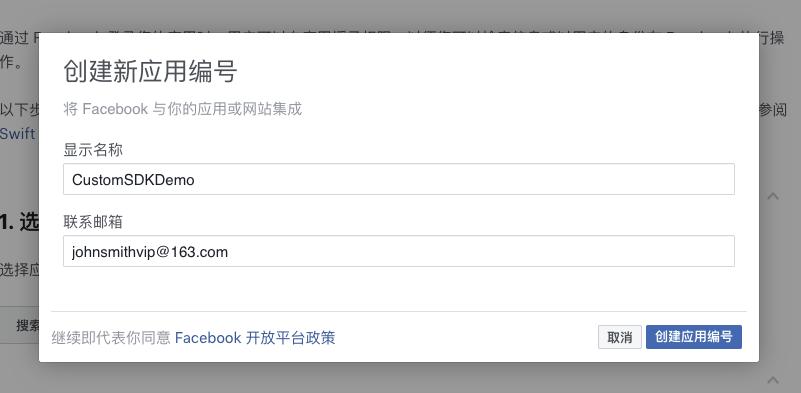 通过
行操
作。
创建新应用编号
将 Facebook 与你的应用或网站集成
以下步
参阅
Swift
显示名称
CustomSDKDemo
1. 选
联系邮箱
johnsmithvip@163.com
选择应
搜索
继续即代表你同意 Facebook 开放平台政策
取消
创建应用编号